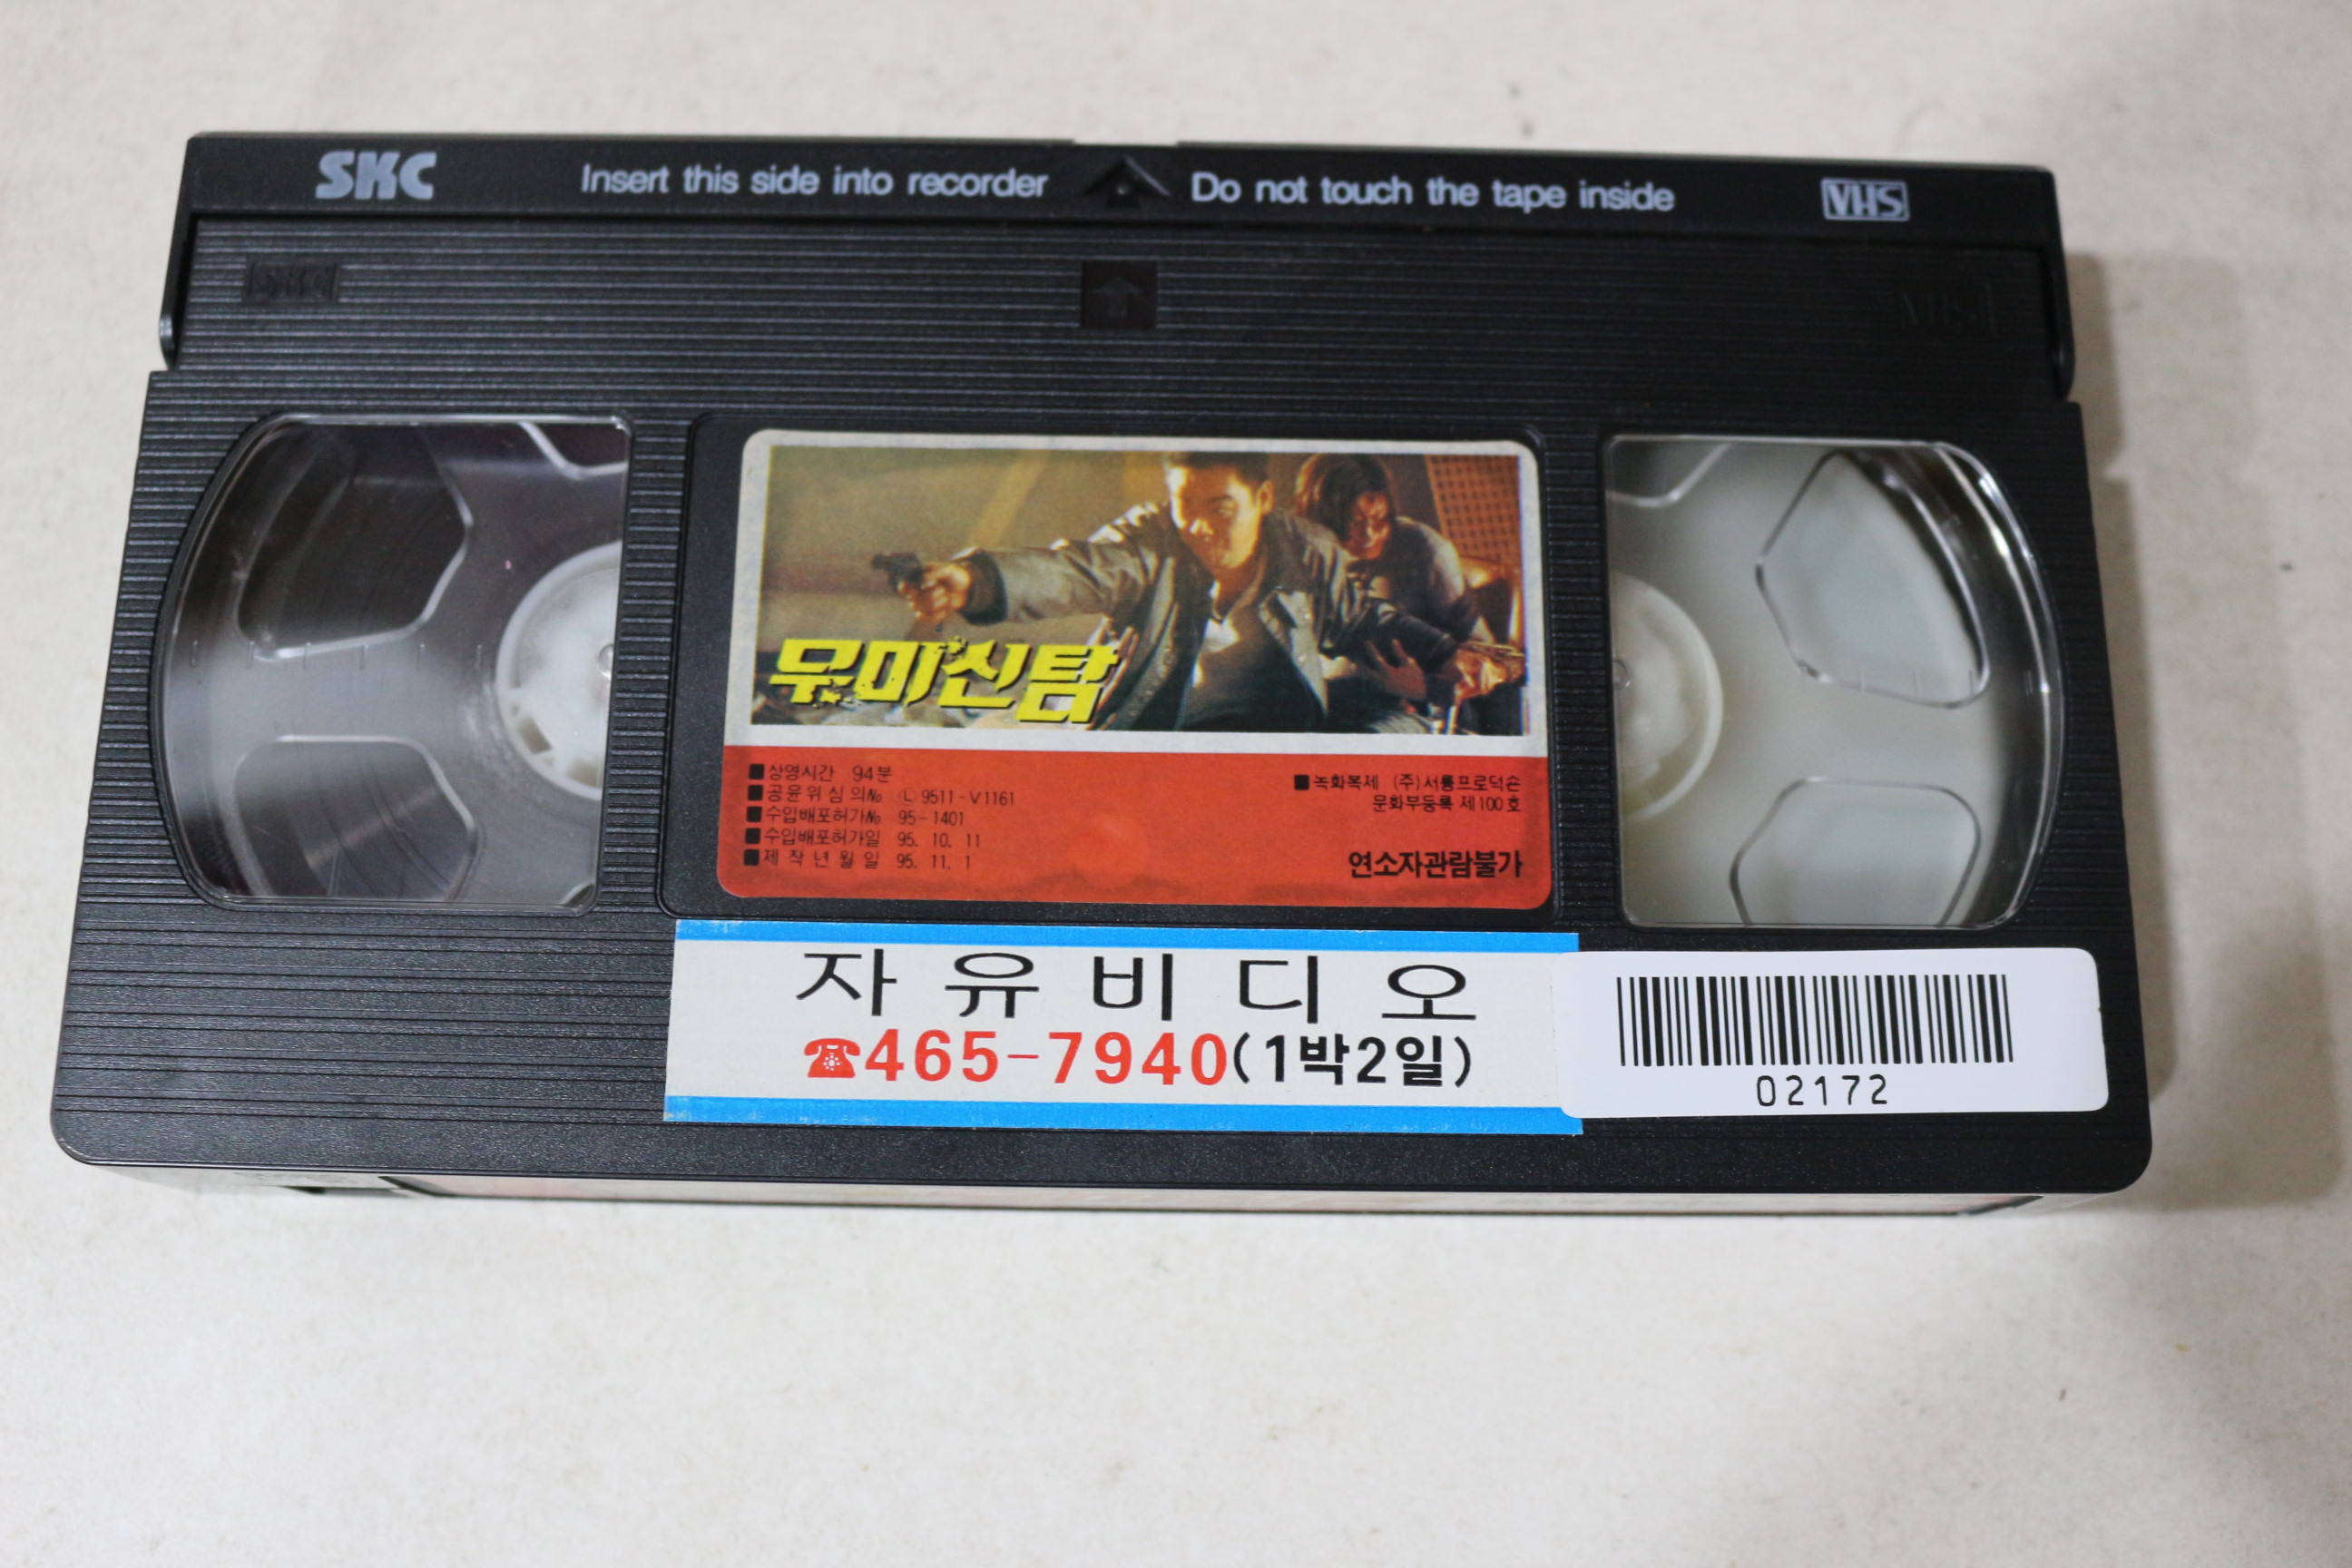 SKC Insert this side into recorder Do not touch the tape inside VHS
SKC VHS
무미신탐
■상영시간 94분
■공윤위심의№ Ⓛ 9511-V1161
■수입배포허가№ 95-1401
■수입배포허가일 95. 10. 11
■제작년월일 95. 11. 1
■녹화복제 (주)서룡프로덕숀
문화부등록 제100호
연소자관람불가
자유비디오
☎465-7940(1박2일)
02172